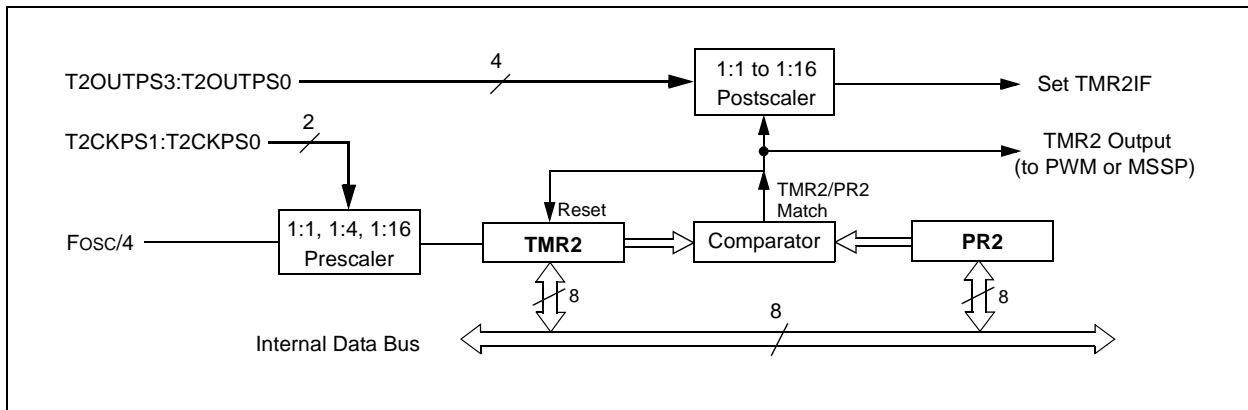 4
T2OUTPS3:T2OUTPS0
1:1 to 1:16
Postscaler
Set TMR2IF
2
T2CKPS1:T2CKPS0
TMR2 Output
(to PWM or MSSP)
TMR2/PR2
Match
Reset
FOSC/4
1:1, 1:4, 1:16
Prescaler
TMR2
Comparator
PR2
8
8
8
Internal Data Bus